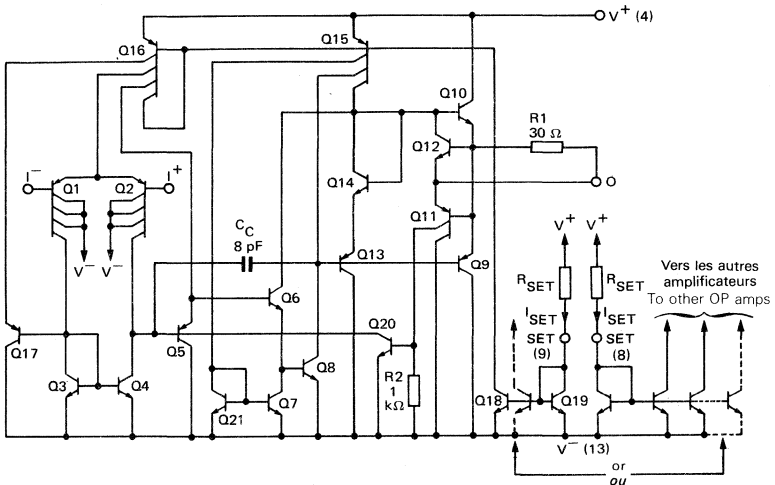 V+ (4)
Q16
Q15
Q10
R1
30 Ω
Q12
I−
Q1
Q2
I+
Q14
O
Q11
V−
V−
CC
8 pF
Q13
Q9
V+
V+
RSET
RSET
Vers les autres
amplificateurs
To other OP amps
ISET
ISET
SET
(9)
SET
(8)
Q6
Q17
Q5
Q20
Q3
Q4
Q8
R2
1
kΩ
Q21
Q7
Q18
Q19
V− (13)
or
ou